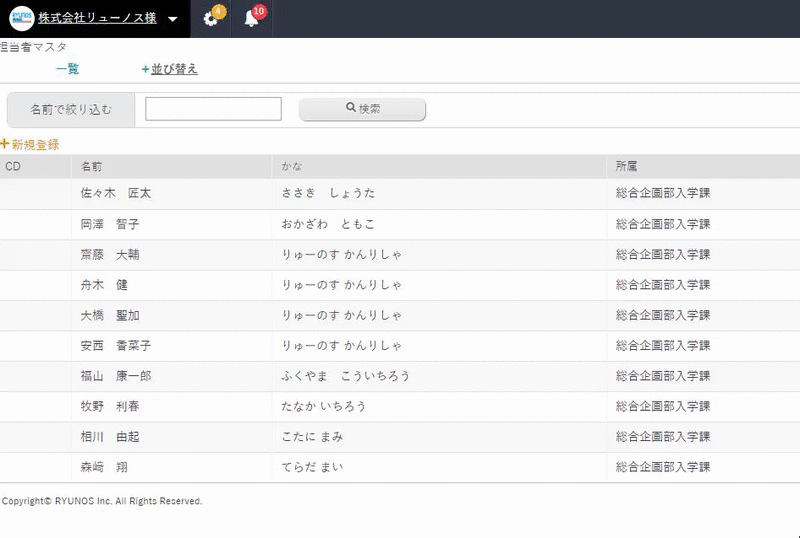 RYUNOS 株式会社リューノス様 4 10
担当者マスタ
一覧 +並び替え
名前で絞り込む 検索
+新規登録
CD 名前 かな 所属
佐々木 匠太 ささき しょうた 総合企画部入学課
岡澤 智子 おかざわ ともこ 総合企画部入学課
齋藤 大輔 りゅーのす かんりしゃ 総合企画部入学課
舟木 健 りゅーのす かんりしゃ 総合企画部入学課
大橋 聖加 りゅーのす かんりしゃ 総合企画部入学課
安西 香菜子 りゅーのす かんりしゃ 総合企画部入学課
福山 康一郎 ふくやま こういちろう 総合企画部入学課
牧野 利春 たなか いちろう 総合企画部入学課
相川 由起 こたに まみ 総合企画部入学課
森﨑 翔 てらだ まい 総合企画部入学課
Copyright© RYUNOS Inc. All Rights Reserved.